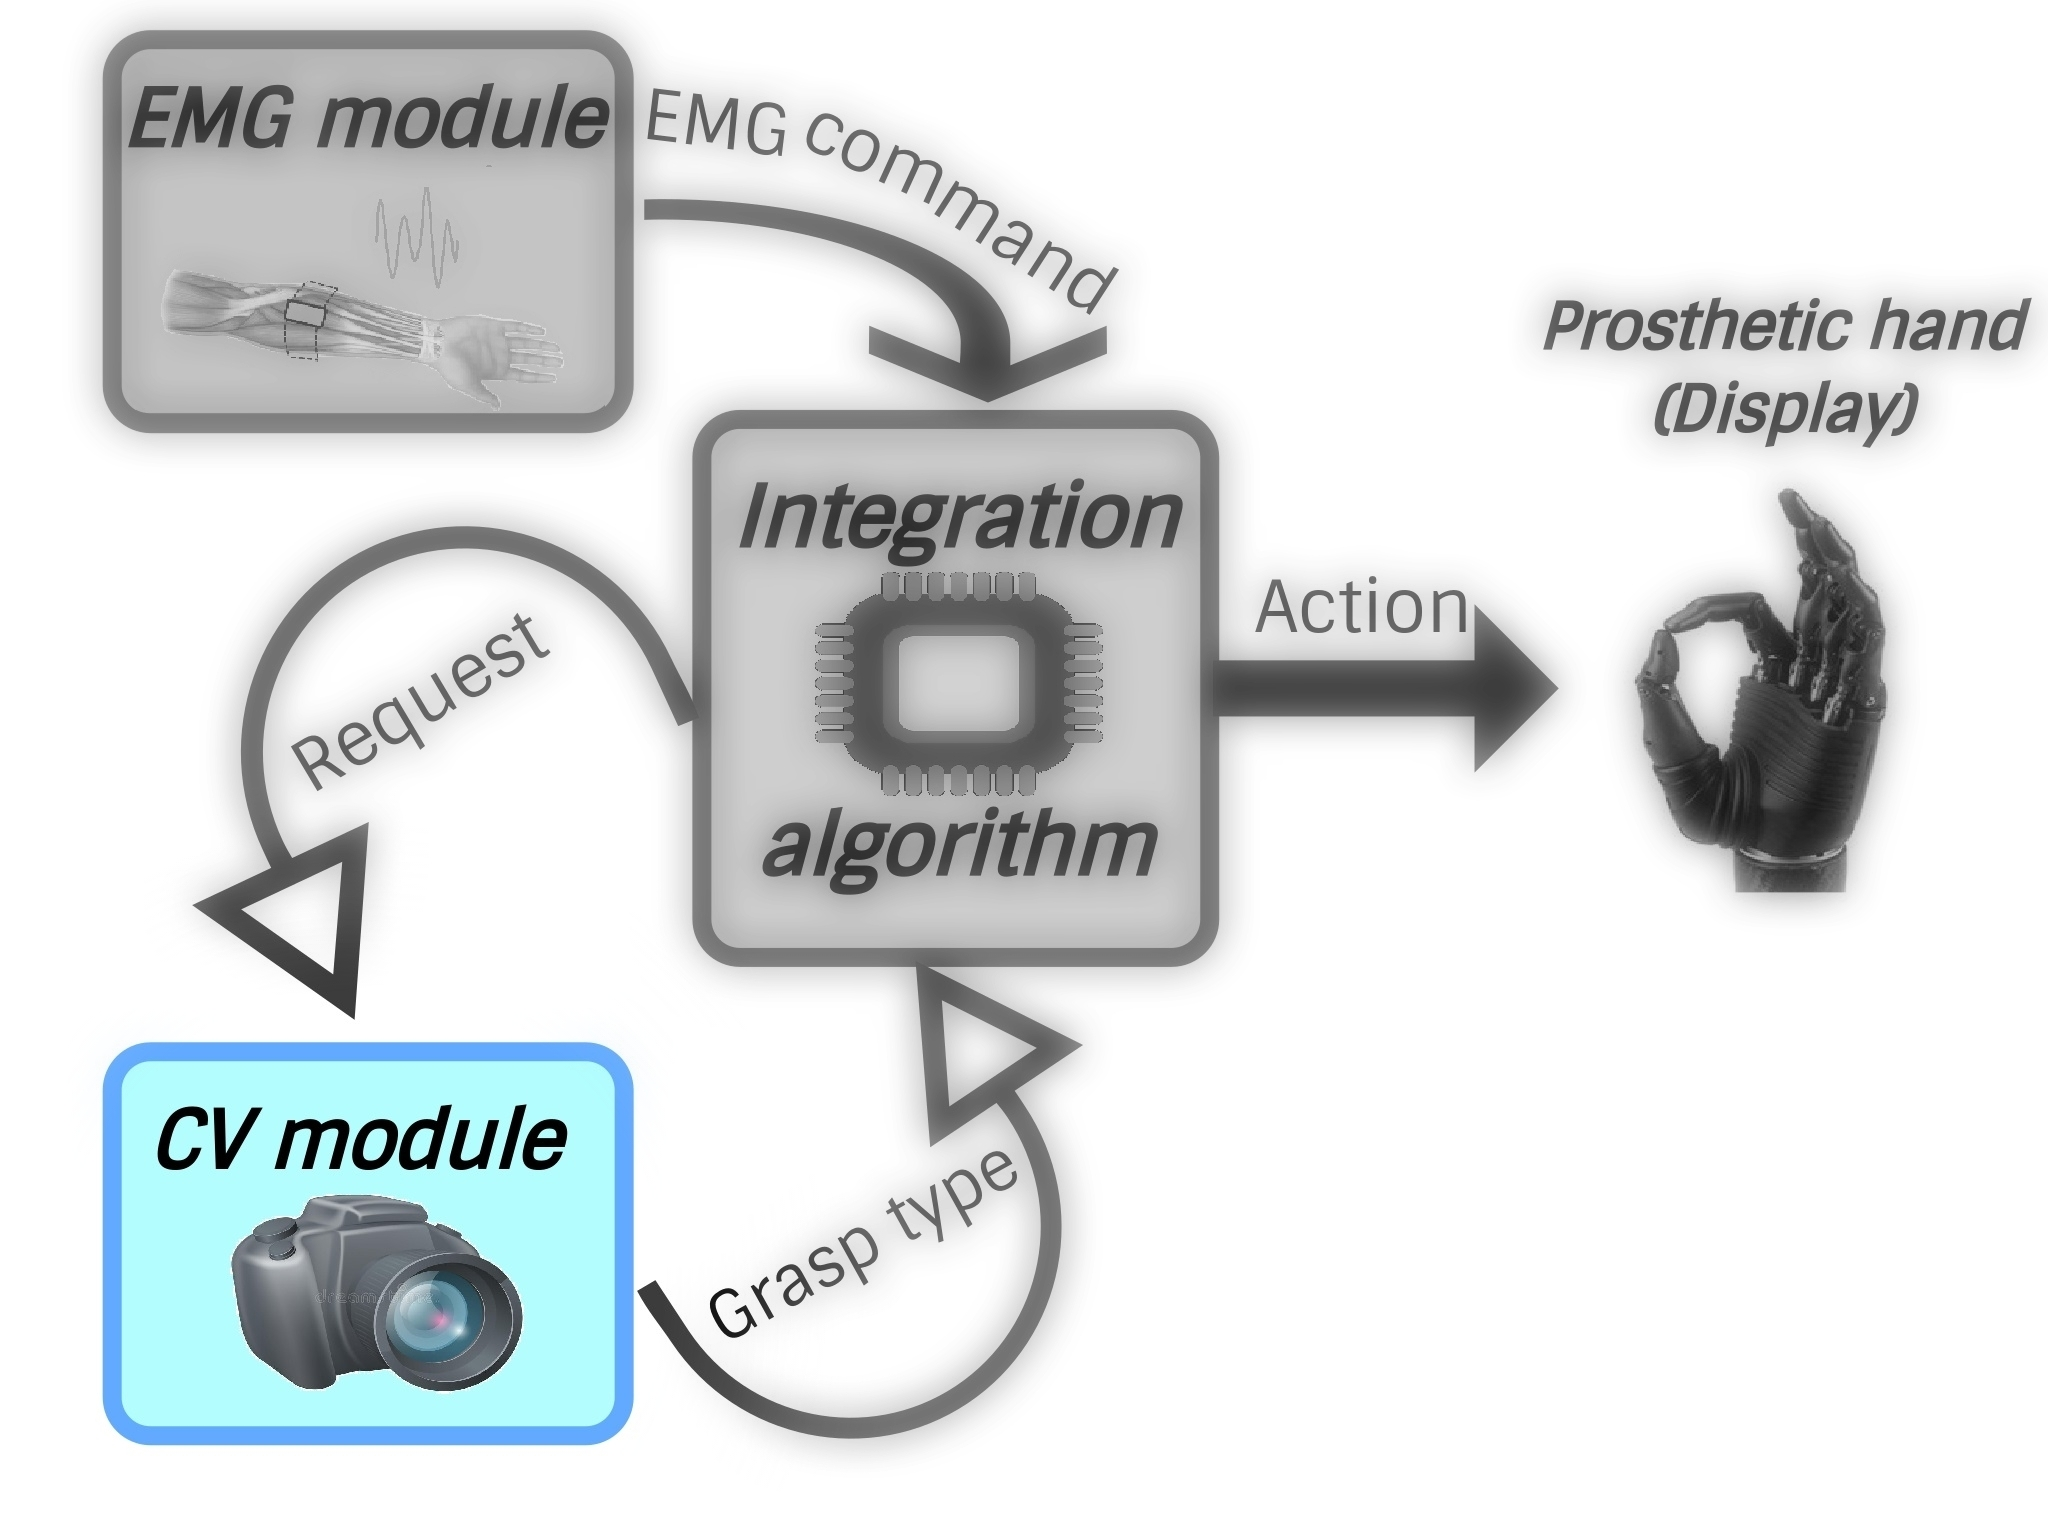 EMG module
EMG command
Prosthetic hand
(Display)
Integration
algorithm
Action
Request
CV module
Grasp type